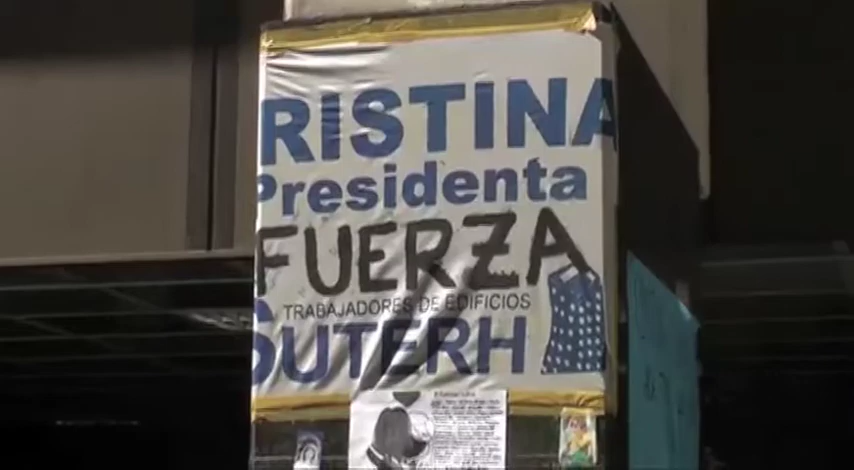 RISTINA
Presidenta
FUERZA
TRABAJADORES DE EDIFICIOS
SUTERH